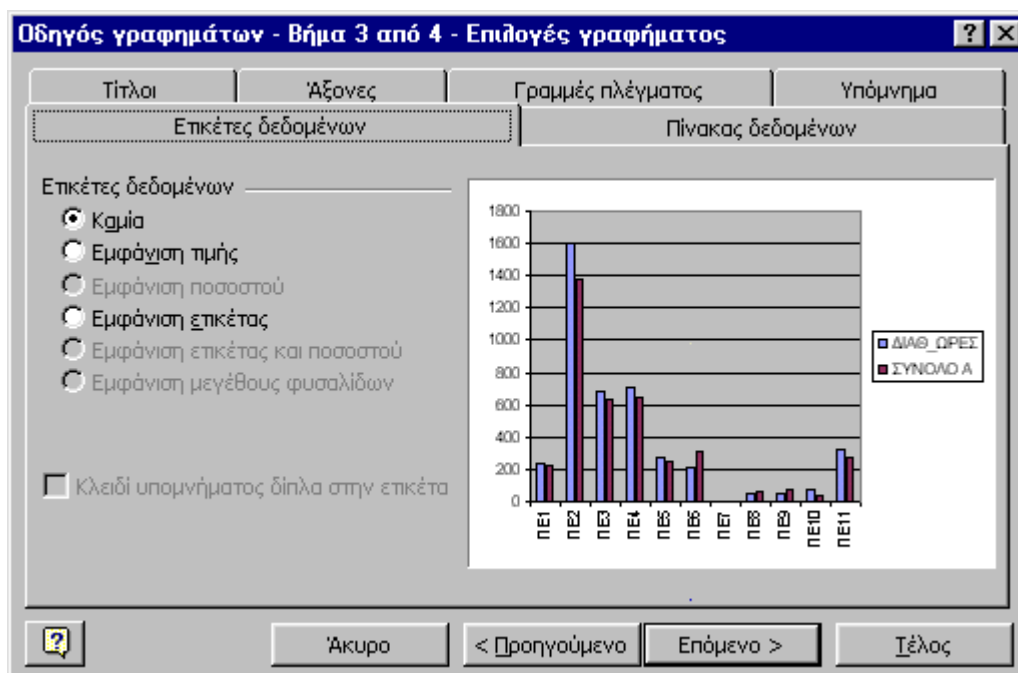 Οδηγός γραφημάτων - Βήμα 3 από 4 - Επιλογές γραφήματος
Τίτλοι
Άξονες
Γραμμές πλέγματος
Υπόμνημα
Ετικέτες δεδομένων
Πίνακας δεδομένων
Ετικέτες δεδομένων
Καμία
Εμφάνιση τιμής
Εμφάνιση ποσοστού
Εμφάνιση ετικέτας
Εμφάνιση ετικέτας και ποσοστού
Εμφάνιση μεγέθους φυσαλίδων
Κλειδί υπομνήματος δίπλα στην ετικέτα
1800
1600
1400
1200
1000
800
600
400
200
0
ΠΕ1
ΠΕ2
ΠΕ3
ΠΕ4
ΠΕ5
ΠΕ6
ΠΕ7
ΠΕ8
ΠΕ9
ΠΕ10
ΠΕ11
ΔΙΑΘ_ΩΡΕΣ
ΣΥΝΟΛΟ Α
Άκυρο
< Προηγούμενο
Επόμενο >
Τέλος